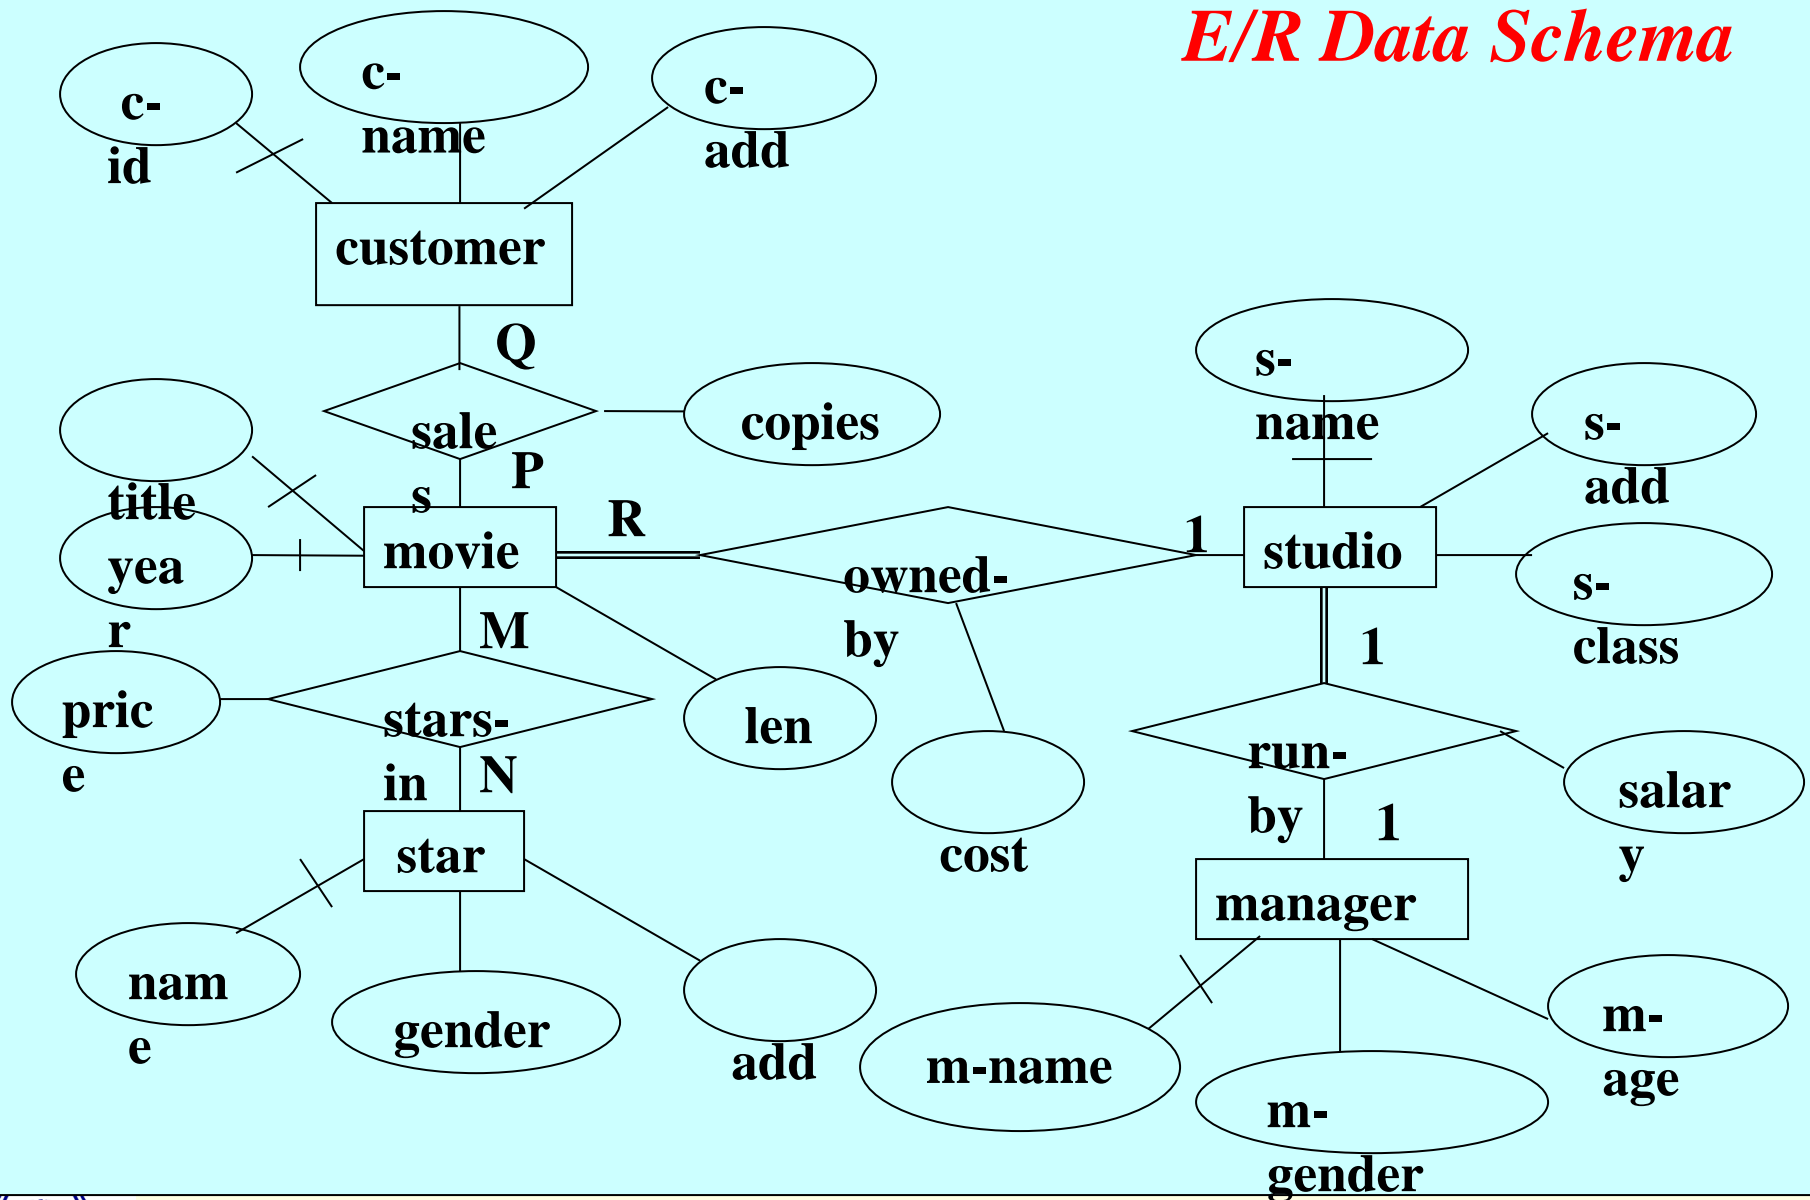 E/R Data Schema
c-
id
c-
name
c-
add
customer
Q
sale
s
copies
P
title
yea
r
movie
R
owned-
by
1
studio
s-
name
s-
add
s-
class
M
pric
e
stars-
in
len
cost
1
run-
by
salar
y
N
star
1
manager
nam
e
gender
add
m-name
m-
gender
m-
age